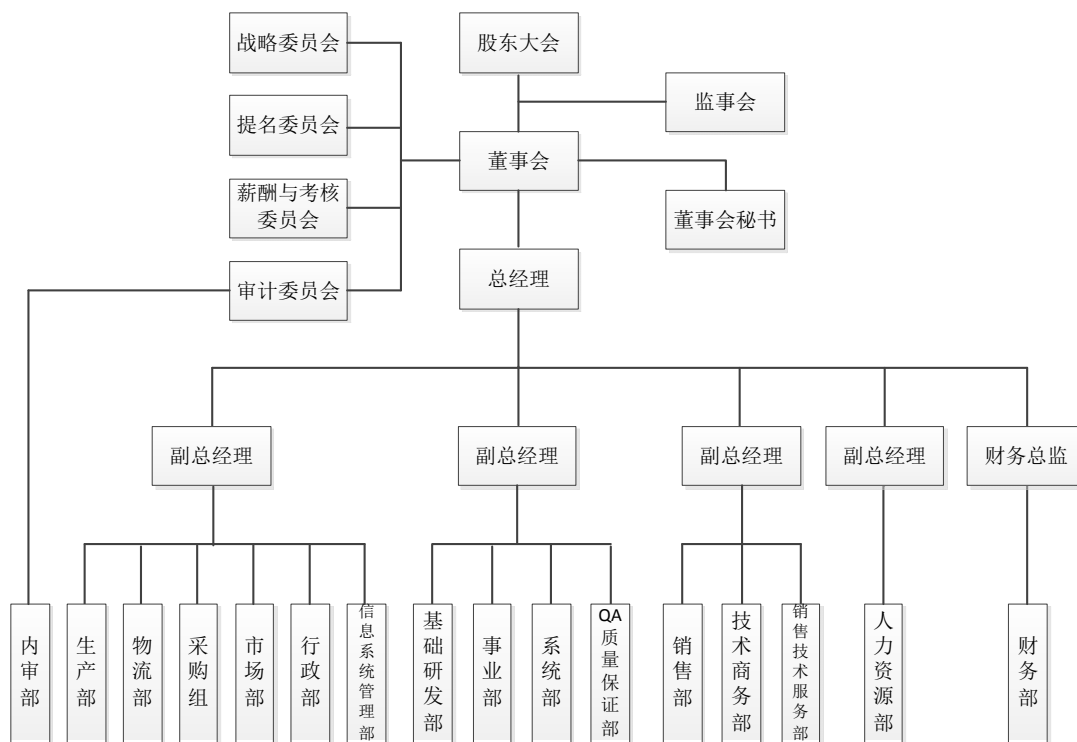 战略委员会
股东大会
监事会
提名委员会
董事会
薪酬与考核
委员会
董事会秘书
审计委员会
总经理
副总经理
副总经理
副总经理
副总经理
财务总监
内审部
生产部
物流部
采购组
市场部
行政部
信息系统管理部
基础研发部
事业部
系统部
QA质量保证部
销售部
技术商务部
销售技术服务部
人力资源部
财务部